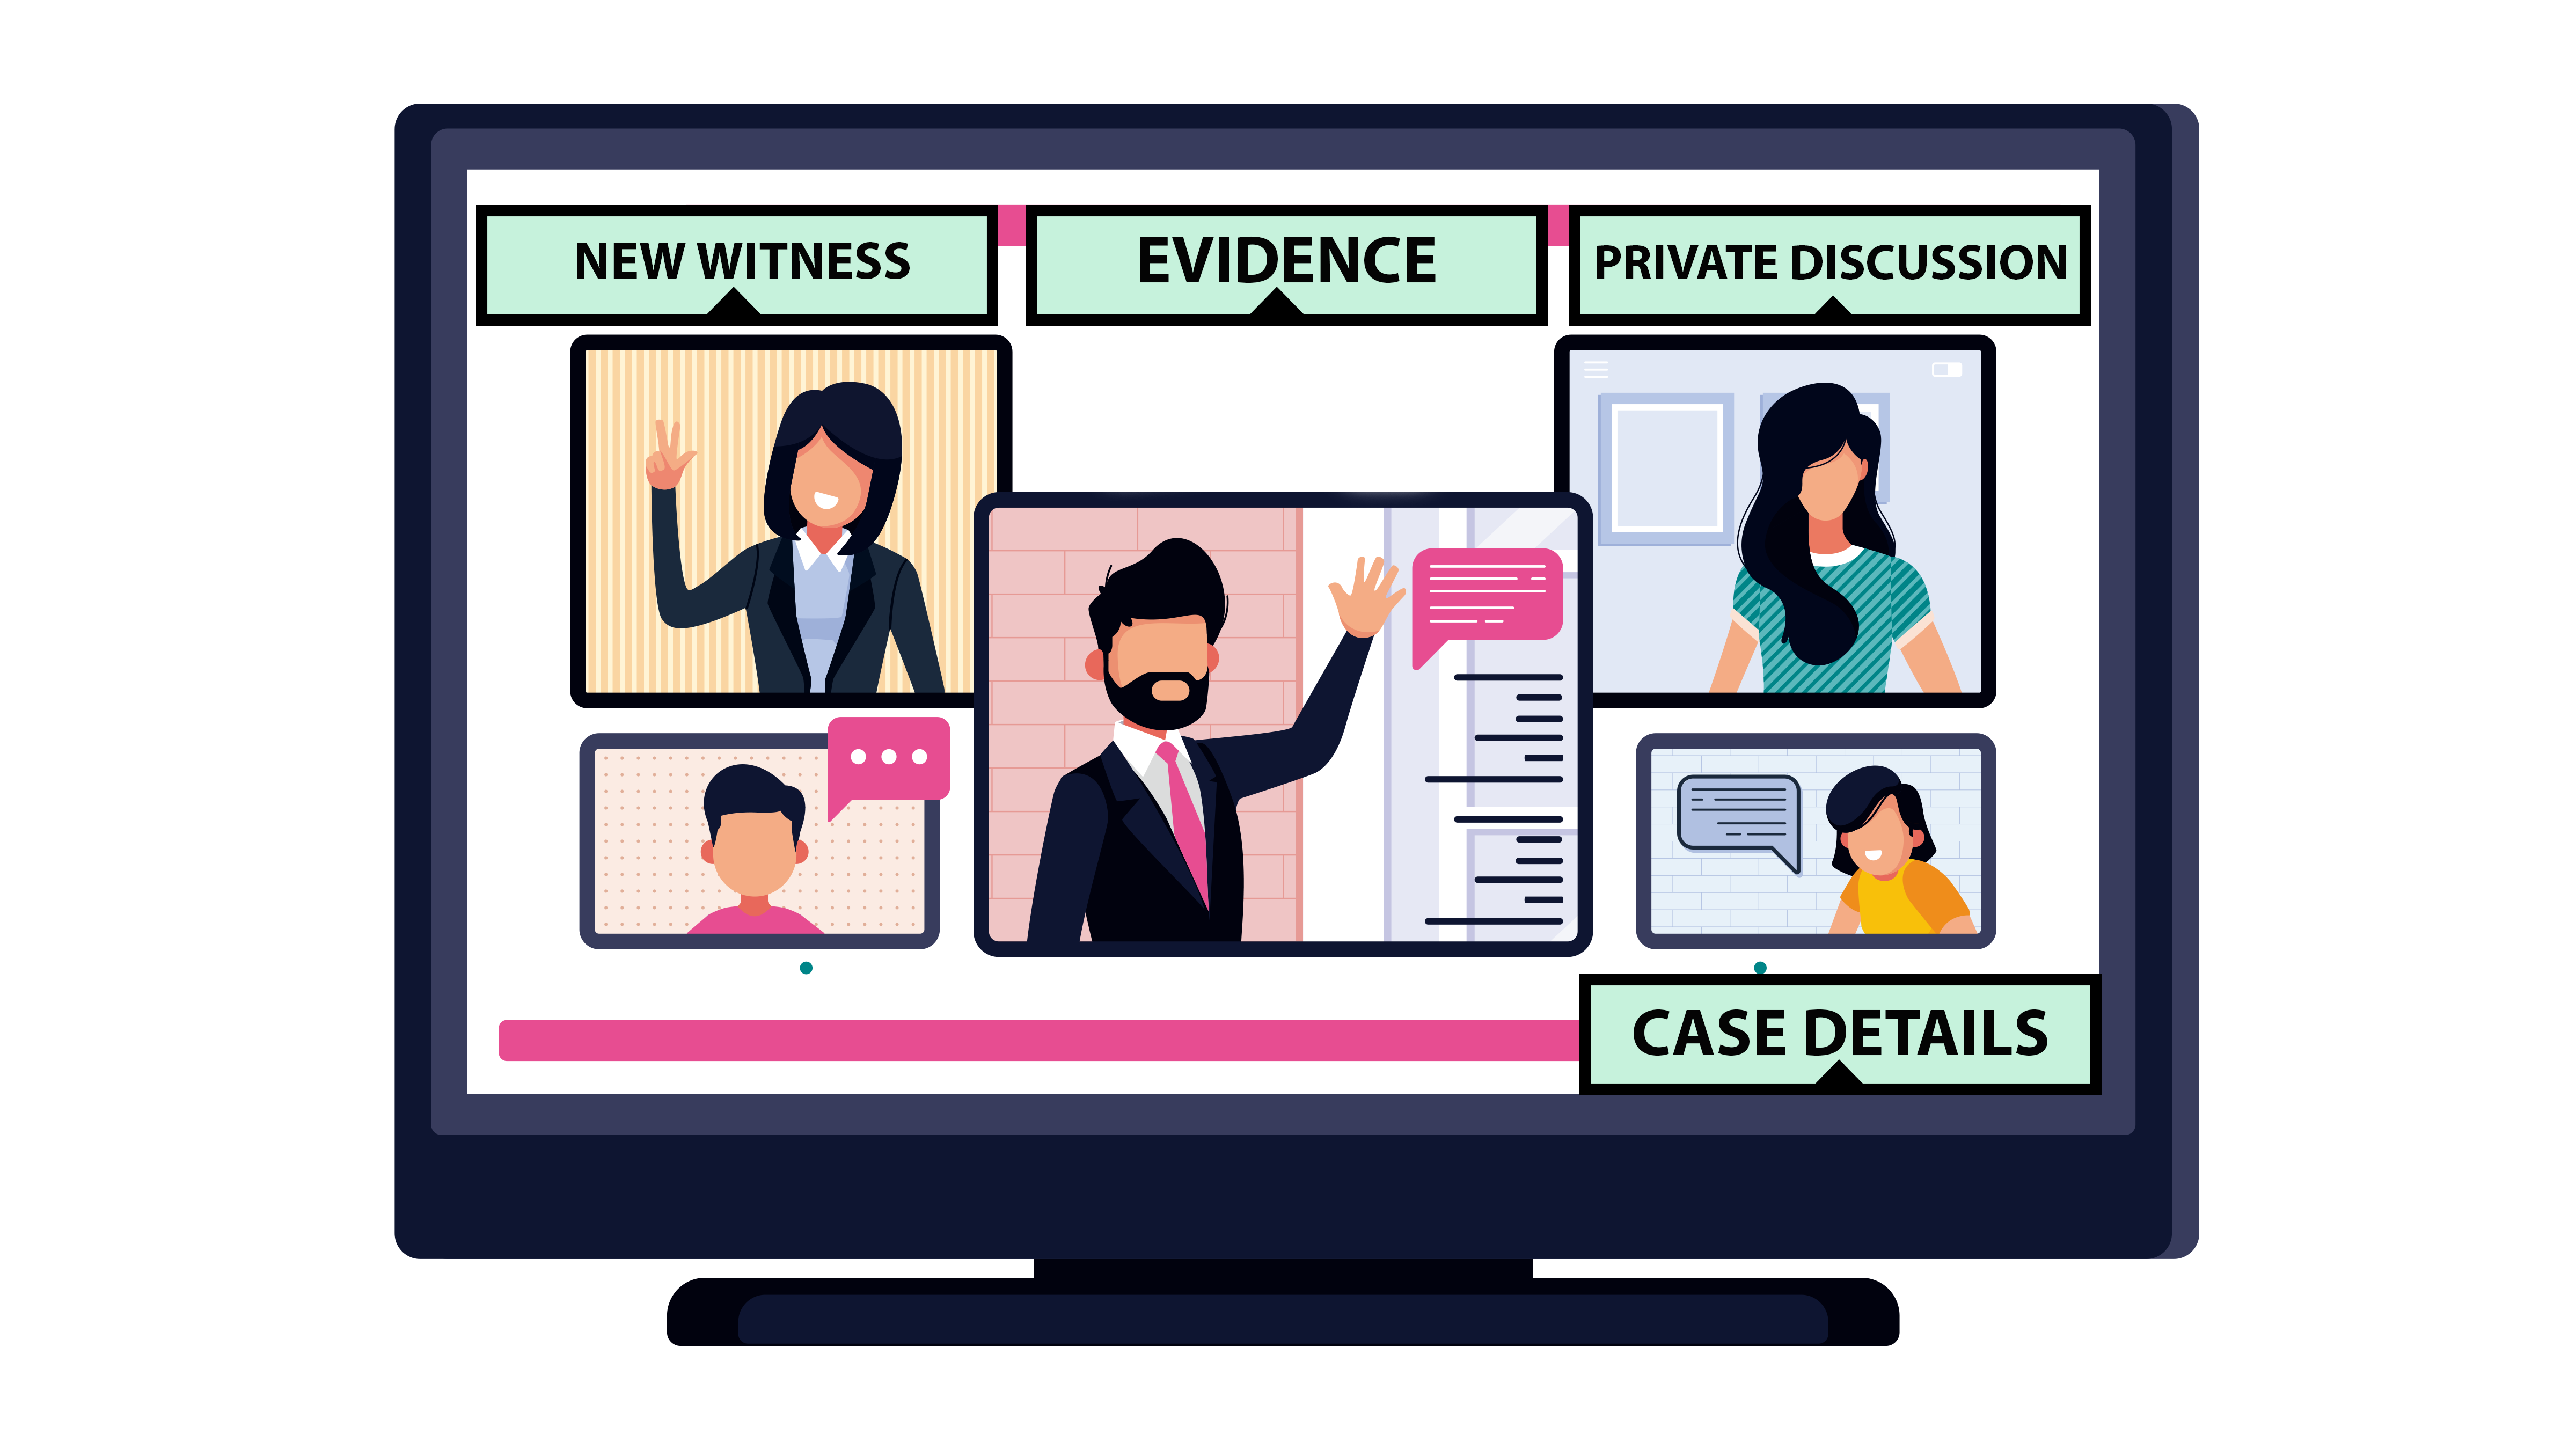 NEW WITNESS
EVIDENCE
PRIVATE DISCUSSION
CASE DETAILS